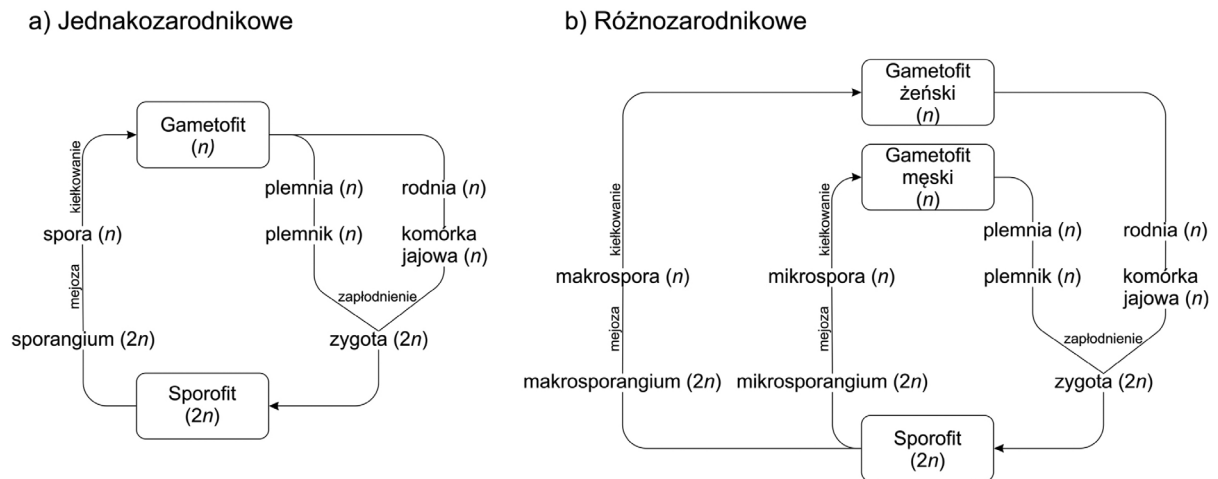 a) Jednakozarodnikowe
Gametofit
(n)
kiełkowanie
plemnia (n)
rodnia (n)
spora (n)
plemnik (n)
komórka
jajowa (n)
mejoza
zapłodnienie
sporangium (2n)
zygota (2n)
Sporofit
(2n)
b) Różnozarodnikowe
Gametofit
żeński
(n)
Gametofit
męski
(n)
kiełkowanie
kiełkowanie
plemnia (n)
rodnia (n)
makrospora (n)
mikrospora (n)
plemnik (n)
komórka
jajowa (n)
mejoza
mejoza
zapłodnienie
makrosporangium (2n)
mikrosporangium (2n)
zygota (2n)
Sporofit
(2n)